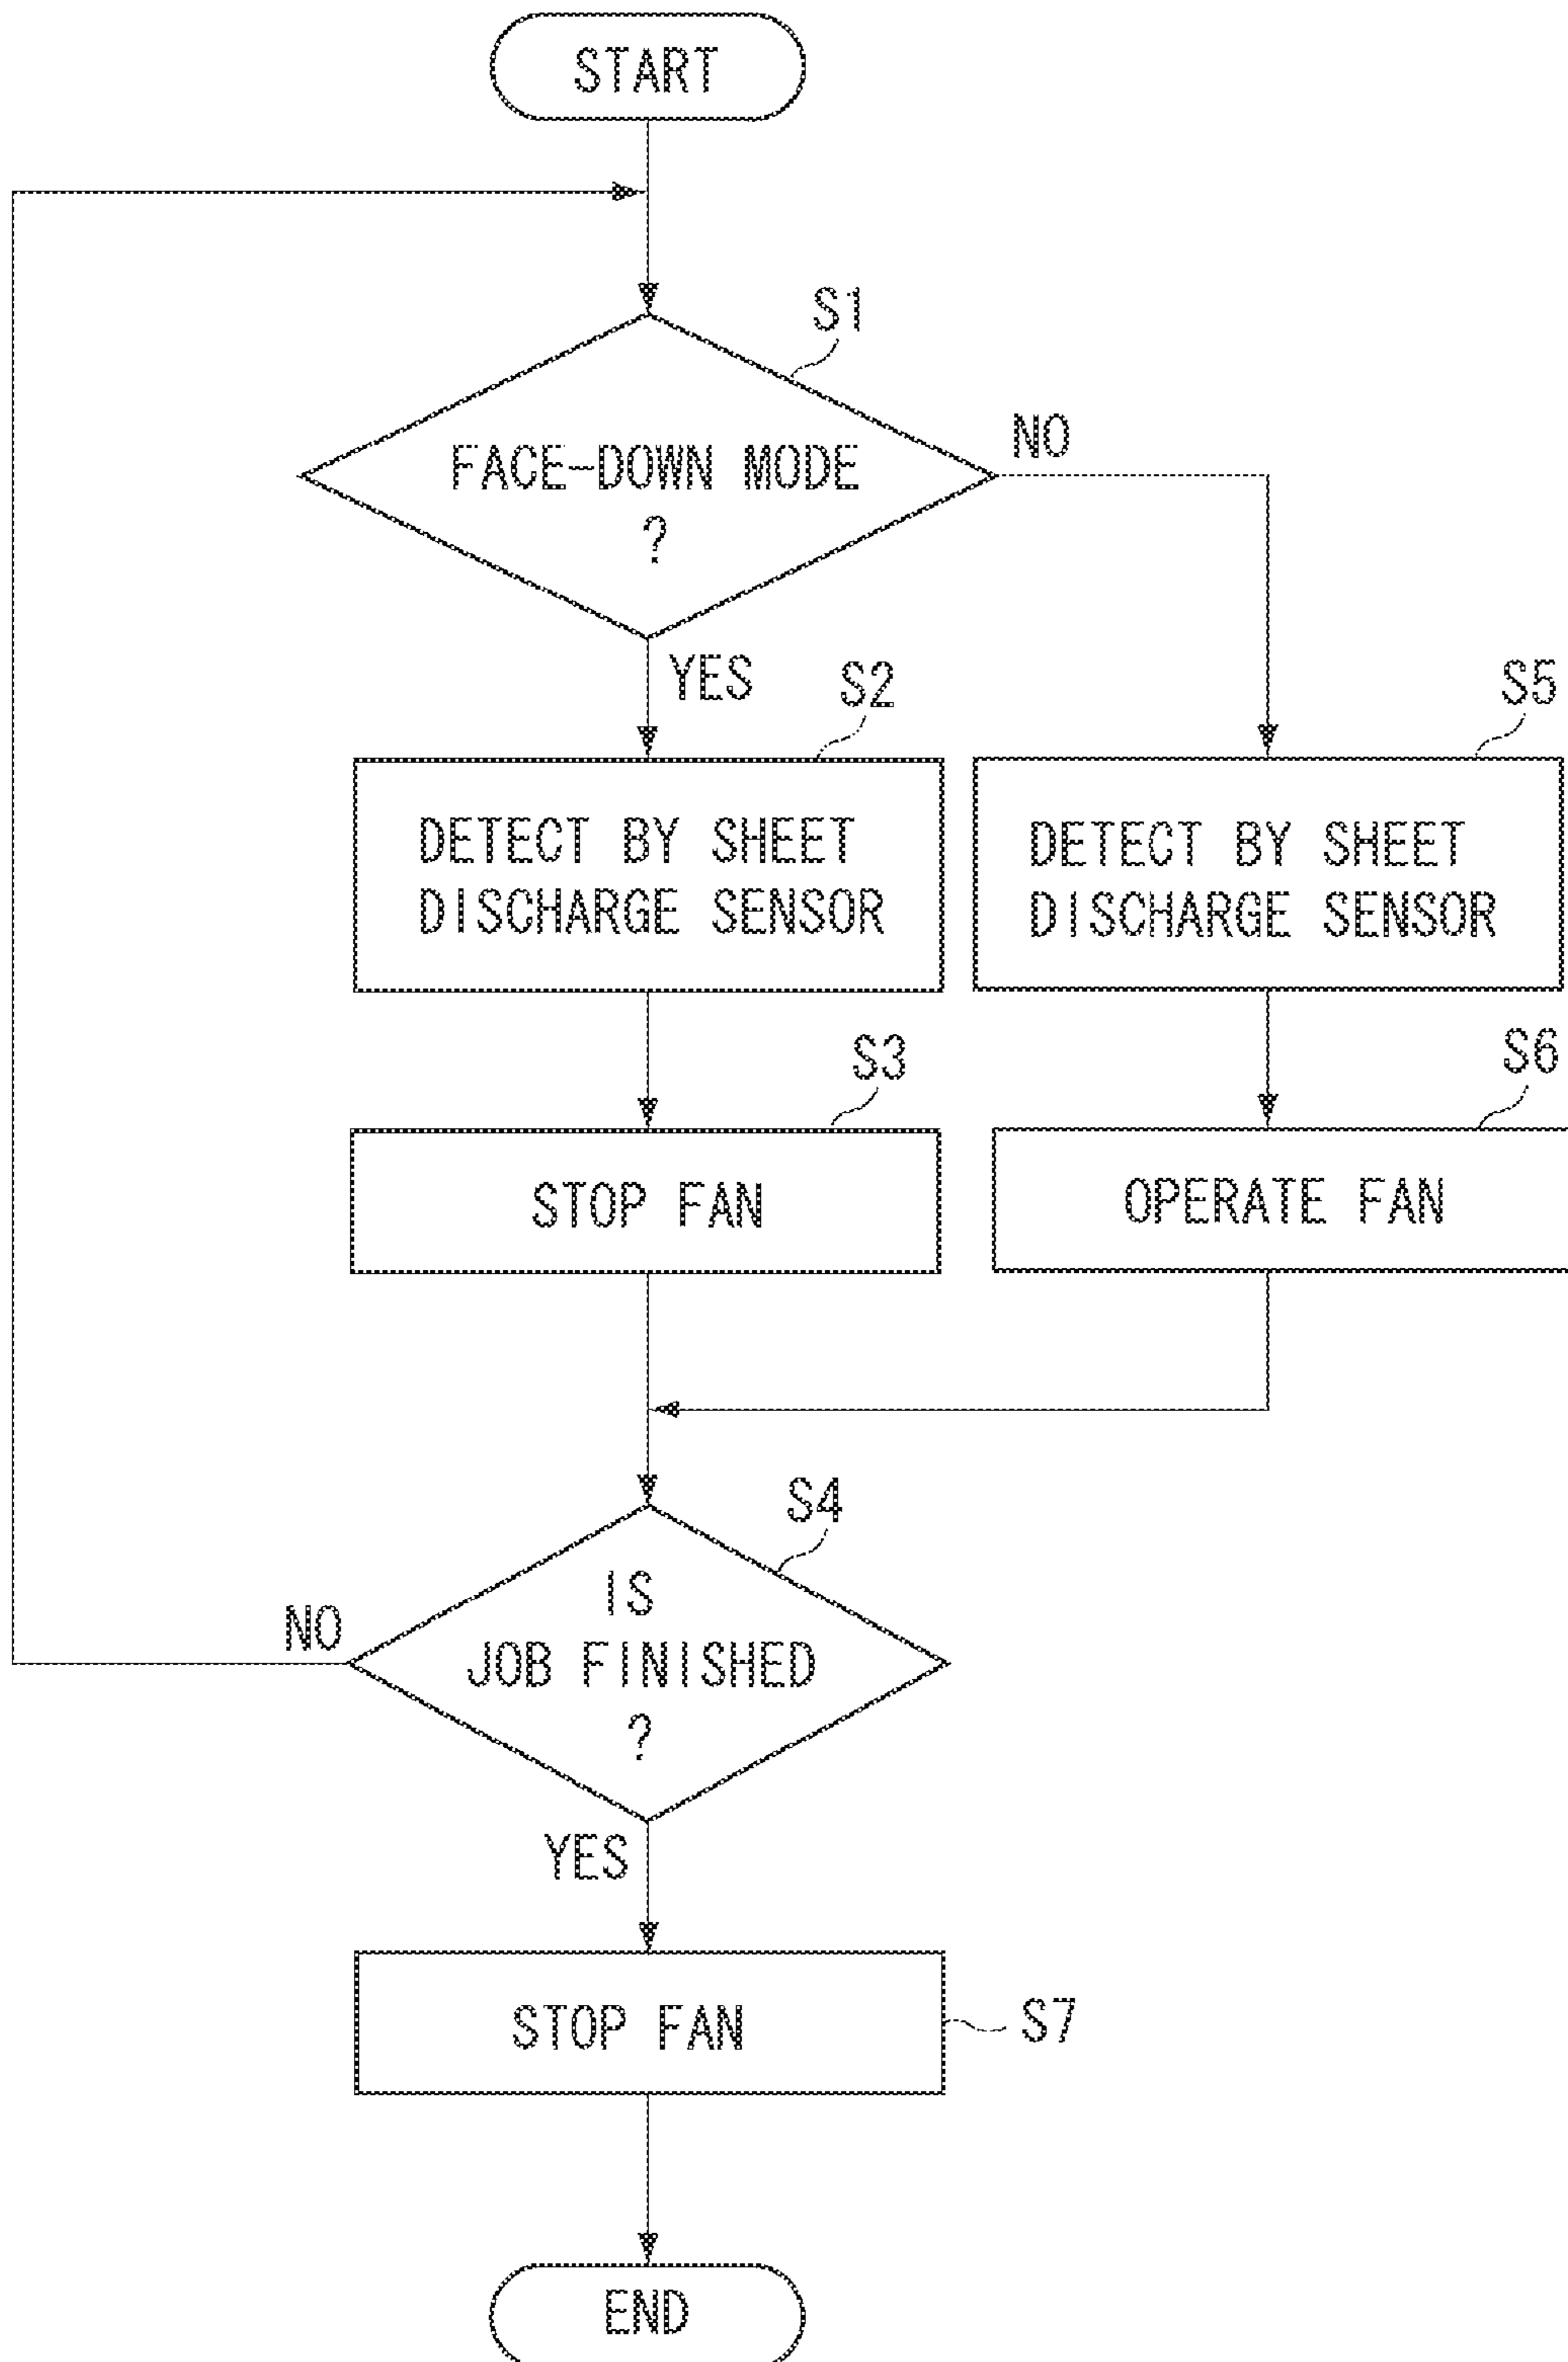 START
S1
FACE-DOWN MODE
?
NO
YES
S2
S5
DETECT BY SHEET
DISCHARGE SENSOR
DETECT BY SHEET
DISCHARGE SENSOR
S3
S6
STOP FAN
OPERATE FAN
S4
IS
JOB FINISHED
?
NO
YES
STOP FAN
S7
END